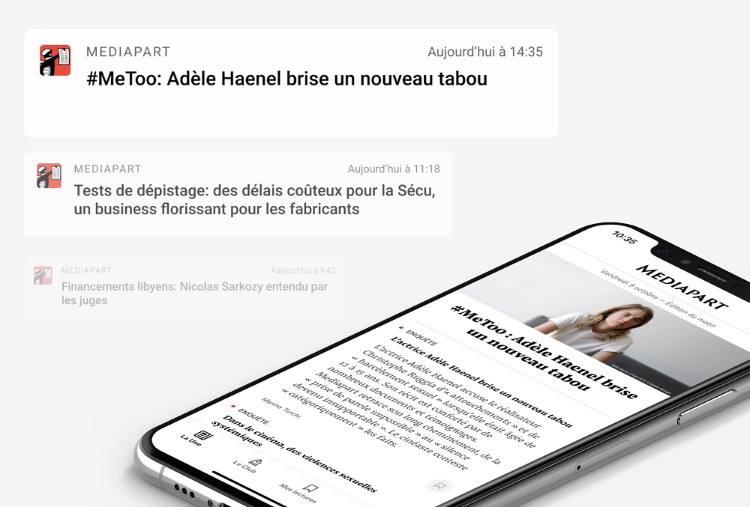 MEDIAPART
Aujourd'hui à 14:35
#MeToo: Adèle Haenel brise un nouveau tabou
MEDIAPART
Aujourd'hui à 11:18
Tests de dépistage: des délais coûteux pour la Sécu,
un business florissant pour les fabricants
MEDIAPART
Aujourd'hui à 9:45
Financements libyens: Nicolas Sarkozy entendu par
les juges
10:35
MEDIAPART
Vendredi 9 octobre — Édition du matin
#MeToo : Adèle Haenel brise
un nouveau tabou
ENQUÊTE
L'actrice Adèle Haenel brise un nouveau tabou
L'actrice Adèle Haenel accuse le réalisateur
Christophe Ruggia d'« attouchements » et de
« harcèlement sexuel » lorsqu'elle était âgée de
12 à 15 ans. Son récit est conforté par de
nombreux documents et témoignages.
Mediapart retrace son long cheminement, de la
« prise de parole impossible » au « silence
devenu insupportable ». Le cinéaste conteste
« catégoriquement » les faits.
Marine Turchi
ENQUÊTE
Dans le cinéma, des violences sexuelles
systémiques
La Une
Le Club
Mes lectures